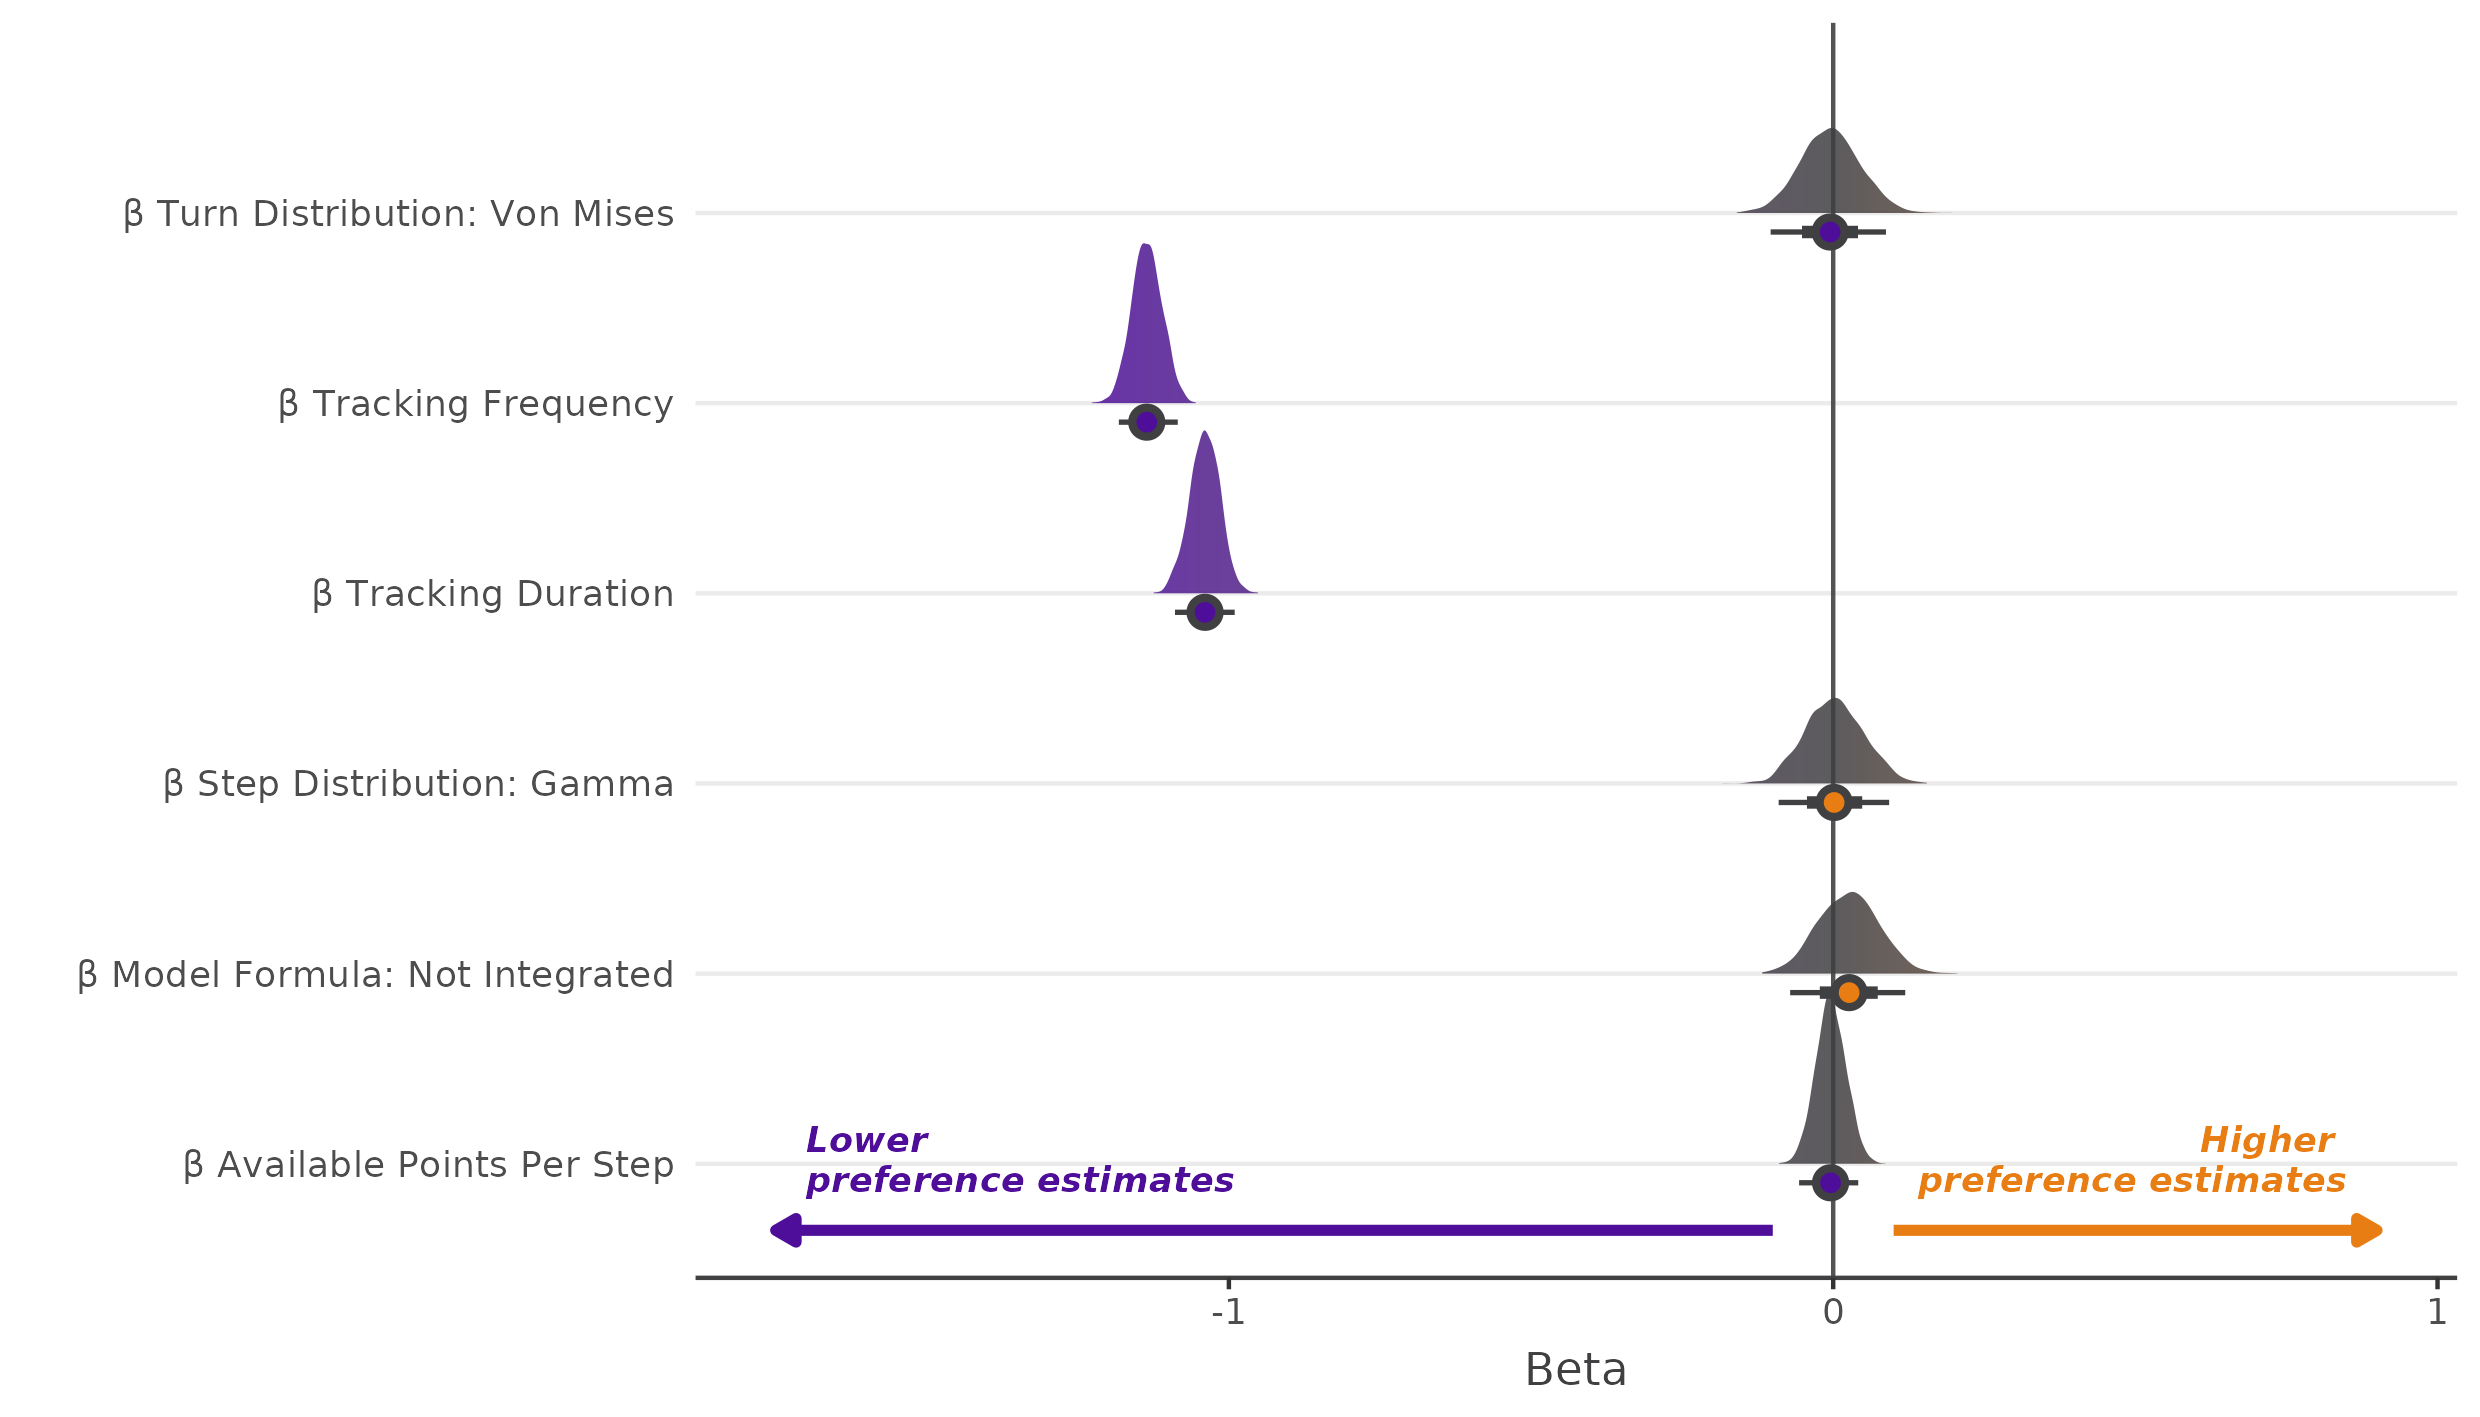 β Turn Distribution: Von Mises
β Tracking Frequency
β Tracking Duration
β Step Distribution: Gamma
β Model Formula: Not Integrated
β Available Points Per Step
Lower
preference estimates
Higher
preference estimates
-1
0
1
Beta